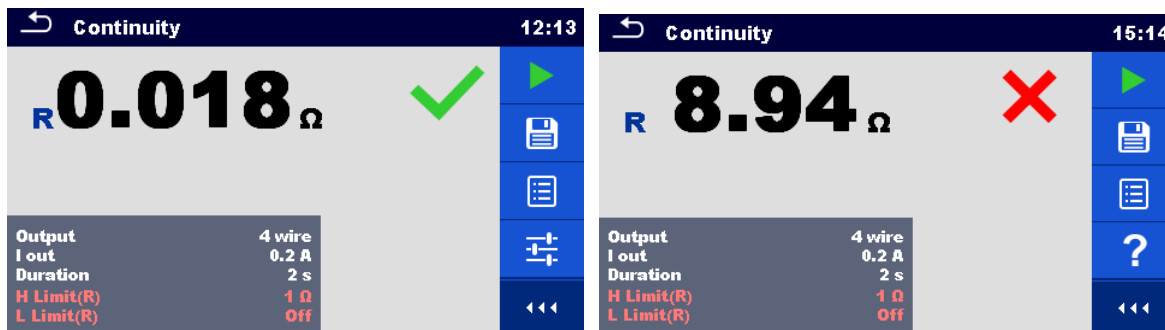 Continuity 12:13
R 0.018 Ω
Output 4 wire
I out 0.2 A
Duration 2 s
H Limit(R) 1 Ω
L Limit(R) Off
Continuity 15:14
R 8.94 Ω
?
Output 4 wire
I out 0.2 A
Duration 2 s
H Limit(R) 1 Ω
L Limit(R) Off